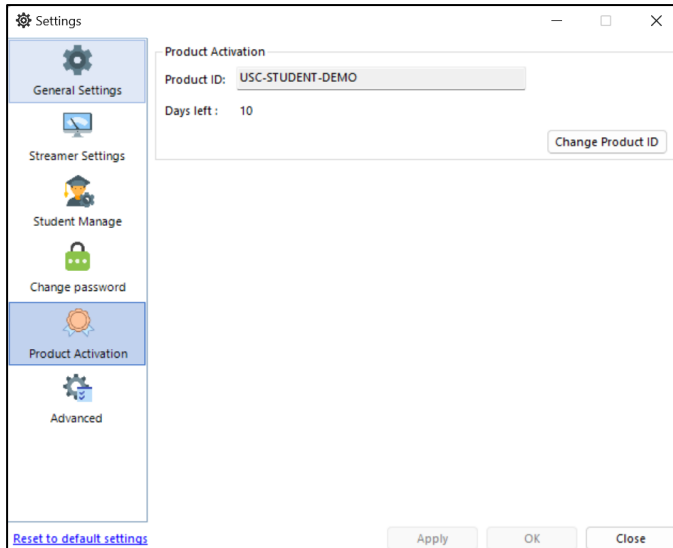 Settings
General Settings
Streamer Settings
Student Manage
Change password
Product Activation
Advanced
Reset to default settings
Product Activation
Product ID: USC-STUDENT-DEMO
Days left : 10
Change Product ID
Apply OK Close